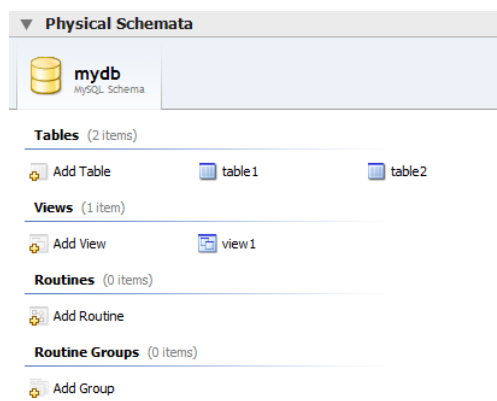 Physical Schemata
mydb
MySQL Schema
Tables (2 items)
Add Table table1 table2
Views (1 item)
Add View view1
Routines (0 items)
Add Routine
Routine Groups (0 items)
Add Group